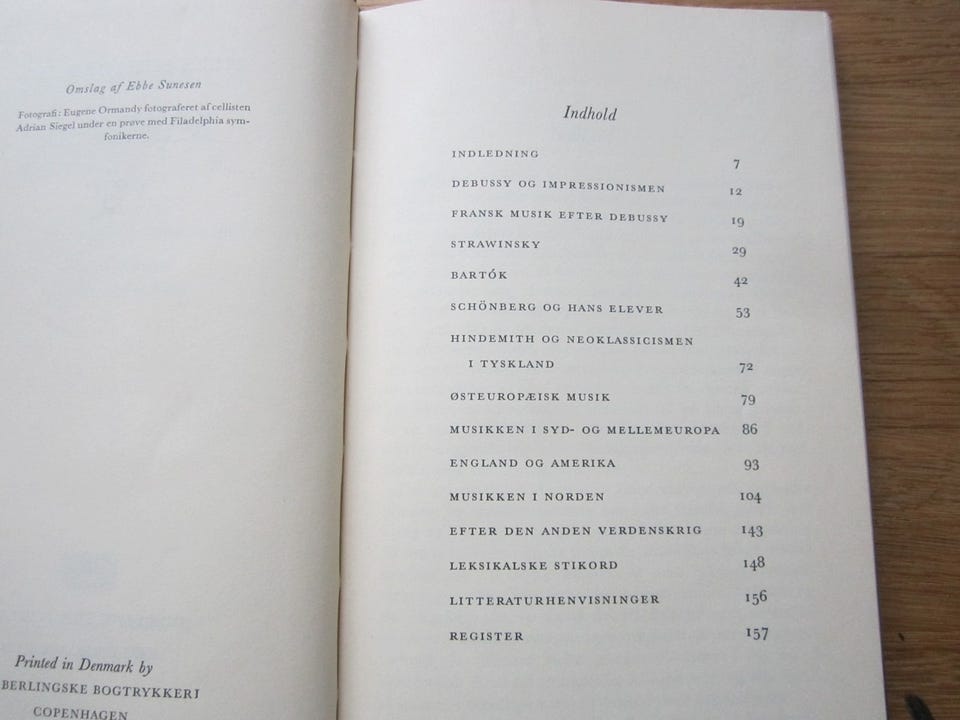 Omslag af Ebbe Sunesen
Fotografi: Eugene Ormandy fotograferet af cellisten
Adrian Siegel under en prøve med Filadelphia sym-
fonikerne.
Printed in Denmark by
BERLINGSKE BOGTRYKKERI
COPENHAGEN
Indhold
INDLEDNING 7
DEBUSSY OG IMPRESSIONISMEN 12
FRANSK MUSIK EFTER DEBUSSY 19
STRAWINSKY 29
BARTÓK 42
SCHÖNBERG OG HANS ELEVER 53
HINDEMITH OG NEOKLASSICISMEN
I TYSKLAND 72
ØSTEUROPÆISK MUSIK 79
MUSIKKEN I SYD- OG MELLEMEUROPA 86
ENGLAND OG AMERIKA 93
MUSIKKEN I NORDEN 104
EFTER DEN ANDEN VERDENSKRIG 143
LEKSIKALSKE STIKORD 148
LITTERATURHENVISNINGER 156
REGISTER 157